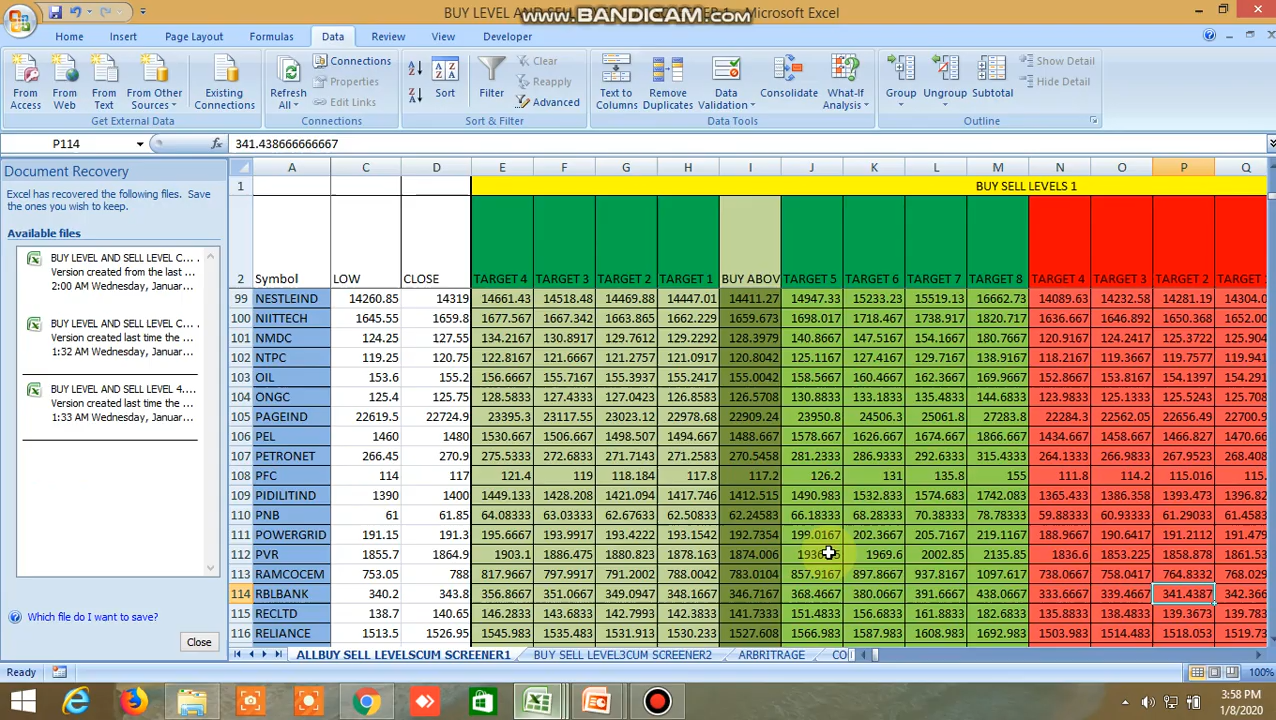 BUY LEVEL AND SE
www.BANDICAM.com
Microsoft Excel
Home Insert Page Layout Formulas Data Review View Developer
From Access
From Web
From Text
From Other Sources
Existing Connections
Get External Data
Refresh All
Connections
Properties
Edit Links
Connections
Sort
Filter
Clear
Reapply
Advanced
Sort & Filter
Text to Columns
Remove Duplicates
Data Validation
Consolidate
What-If Analysis
Data Tools
Group
Ungroup
Subtotal
Show Detail
Hide Detail
Outline
P114 fx 341.438666666667
Document Recovery
Excel has recovered the following files. Save the ones you wish to keep.
Available files
BUY LEVEL AND SELL LEVEL C...
Version created from the last ...
2:00 AM Wednesday, Januar...
BUY LEVEL AND SELL LEVEL C...
Version created last time the ...
1:32 AM Wednesday, Januar...
BUY LEVEL AND SELL LEVEL 4....
Version created last time the ...
1:33 AM Wednesday, Januar...
Which file do I want to save?
Close
A C D E F G H I J K L M N O P Q
1 BUY SELL LEVELS 1
2 Symbol LOW CLOSE TARGET 4 TARGET 3 TARGET 2 TARGET 1 BUY ABOV TARGET 5 TARGET 6 TARGET 7 TARGET 8 TARGET 4 TARGET 3 TARGET 2 TARGET
99 NESTLEIND 14260.85 14319 14661.43 14518.48 14469.88 14447.01 14411.27 14947.33 15233.23 15519.13 16662.73 14089.63 14232.58 14281.19 14304.0
100 NIITTECH 1645.55 1659.8 1677.567 1667.342 1663.865 1662.229 1659.673 1698.017 1718.467 1738.917 1820.717 1636.667 1646.892 1650.368 1652.00
101 NMDC 124.25 127.55 134.2167 130.8917 129.7612 129.2292 128.3979 140.8667 147.5167 154.1667 180.7667 120.9167 124.2417 125.3722 125.904
102 NTPC 119.25 120.75 122.8167 121.6667 121.2757 121.0917 120.8042 125.1167 127.4167 129.7167 138.9167 118.2167 119.3667 119.7577 119.941
103 OIL 153.6 155.2 156.6667 155.7167 155.3937 155.2417 155.0042 158.5667 160.4667 162.3667 169.9667 152.8667 153.8167 154.1397 154.291
104 ONGC 125.4 125.75 128.5833 127.4333 127.0423 126.8583 126.5708 130.8833 133.1833 135.4833 144.6833 123.9833 125.1333 125.5243 125.708
105 PAGEIND 22619.5 22724.9 23395.3 23117.55 23023.12 22978.68 22909.24 23950.8 24506.3 25061.8 27283.8 22284.3 22562.05 22656.49 22700.9
106 PEL 1460 1480 1530.667 1506.667 1498.507 1494.667 1488.667 1578.667 1626.667 1674.667 1866.667 1434.667 1458.667 1466.827 1470.66
107 PETRONET 266.45 270.9 275.5333 272.6833 271.7143 271.2583 270.5458 281.2333 286.9333 292.6333 315.4333 264.1333 266.9833 267.9523 268.408
108 PFC 114 117 121.4 119 118.184 117.8 117.2 126.2 131 135.8 155 111.8 114.2 115.016 115.
109 PIDILITIND 1390 1400 1449.133 1428.208 1421.094 1417.746 1412.515 1490.983 1532.833 1574.683 1742.083 1365.433 1386.358 1393.473 1396.82
110 PNB 61 61.85 64.08333 63.03333 62.67633 62.50833 62.24583 66.18333 68.28333 70.38333 78.78333 59.88333 60.93333 61.29033 61.4583
111 POWERGRID 191.15 191.3 195.6667 193.9917 193.4222 193.1542 192.7354 199.0167 202.3667 205.7167 219.1167 188.9667 190.6417 191.2112 191.479
112 PVR 1855.7 1864.9 1903.1 1886.475 1880.823 1878.163 1874.006 1969.6 2002.85 2135.85 1836.6 1853.225 1858.878 1861.53
113 RAMCOCEM 753.05 788 817.9667 797.9917 791.2002 788.0042 783.0104 857.9167 897.8667 937.8167 1097.617 738.0667 758.0417 764.8332 768.029
114 RBLBANK 340.2 343.8 356.8667 351.0667 349.0947 348.1667 346.7167 368.4667 380.0667 391.6667 438.0667 333.6667 339.4667 341.4387 342.366
115 RECLTD 138.7 140.65 146.2833 143.3833 142.3973 141.9333 151.4833 157.2833 163.0833
116 RELIANCE 1513.5 1526.95 1545.983 1535.483 1531.913 1530.233 1527.608 1566.983 1587.983 1608.983 1692.983 1503.983 1514.483 1518.053 1519.73
ALLBUY SELL LEVELSCUM SCREENER1 BUY SELL LEVEL3CUM SCREENER2 ARBRITRAGE CO
Ready 100%
3:58 PM
1/8/2020